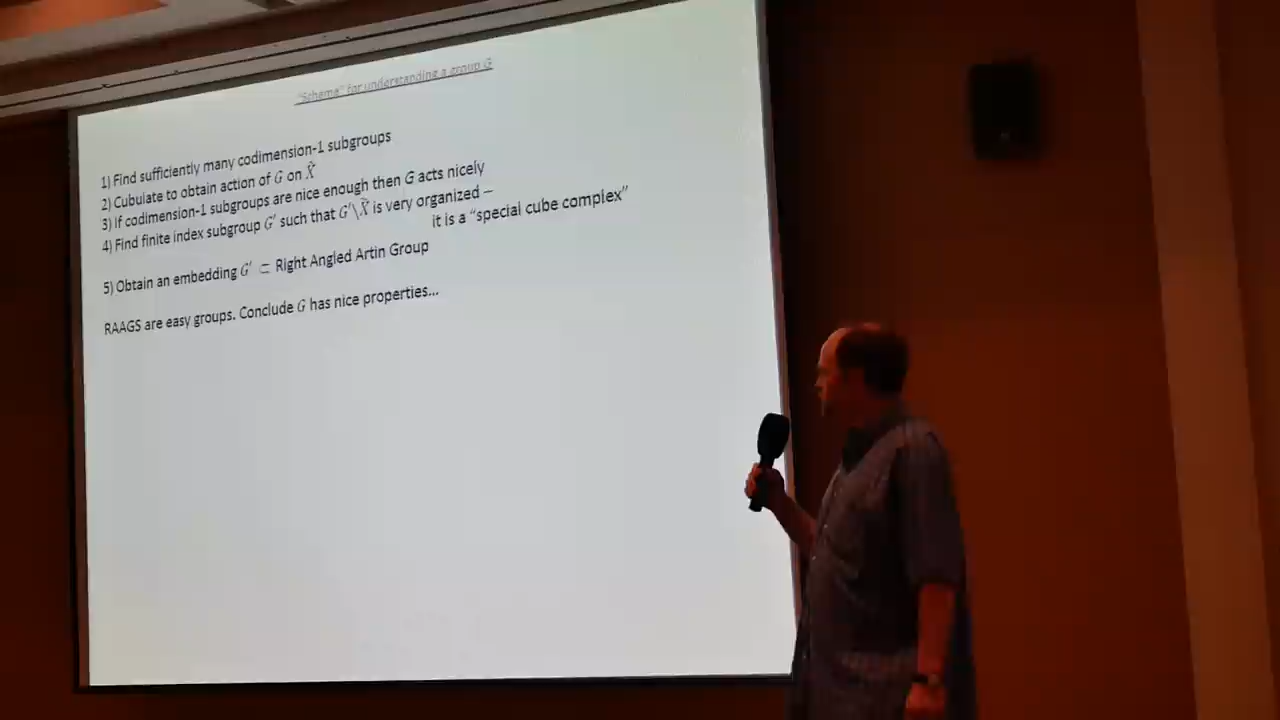 "Scheme" for understanding a group G
1) Find sufficiently many codimension-1 subgroups
2) Cubulate to obtain action of G on X̃
3) If codimension-1 subgroups are nice enough then G acts nicely
4) Find finite index subgroup G′ such that G′\X̃ is very organized –
it is a "special cube complex"
5) Obtain an embedding G′ ⊂ Right Angled Artin Group
RAAGS are easy groups. Conclude G has nice properties...